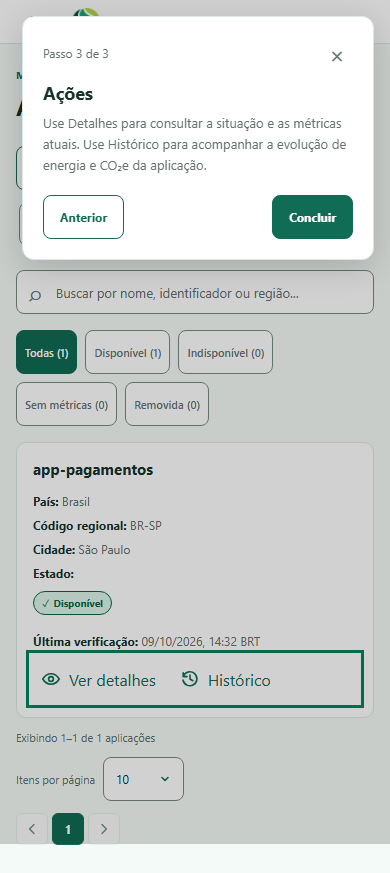 Passo 3 de 3
Ações
Use Detalhes para consultar a situação e as métricas
atuais. Use Histórico para acompanhar a evolução de
energia e CO₂e da aplicação.
Anterior
Concluir
Buscar por nome, identificador ou região...
Todas (1)
Disponível (1)
Indisponível (0)
Sem métricas (0)
Removida (0)
app-pagamentos
País: Brasil
Código regional: BR-SP
Cidade: São Paulo
Estado:
✓ Disponível
Última verificação: 09/10/2026, 14:32 BRT
Ver detalhes
Histórico
Exibindo 1–1 de 1 aplicações
Itens por página
10
1